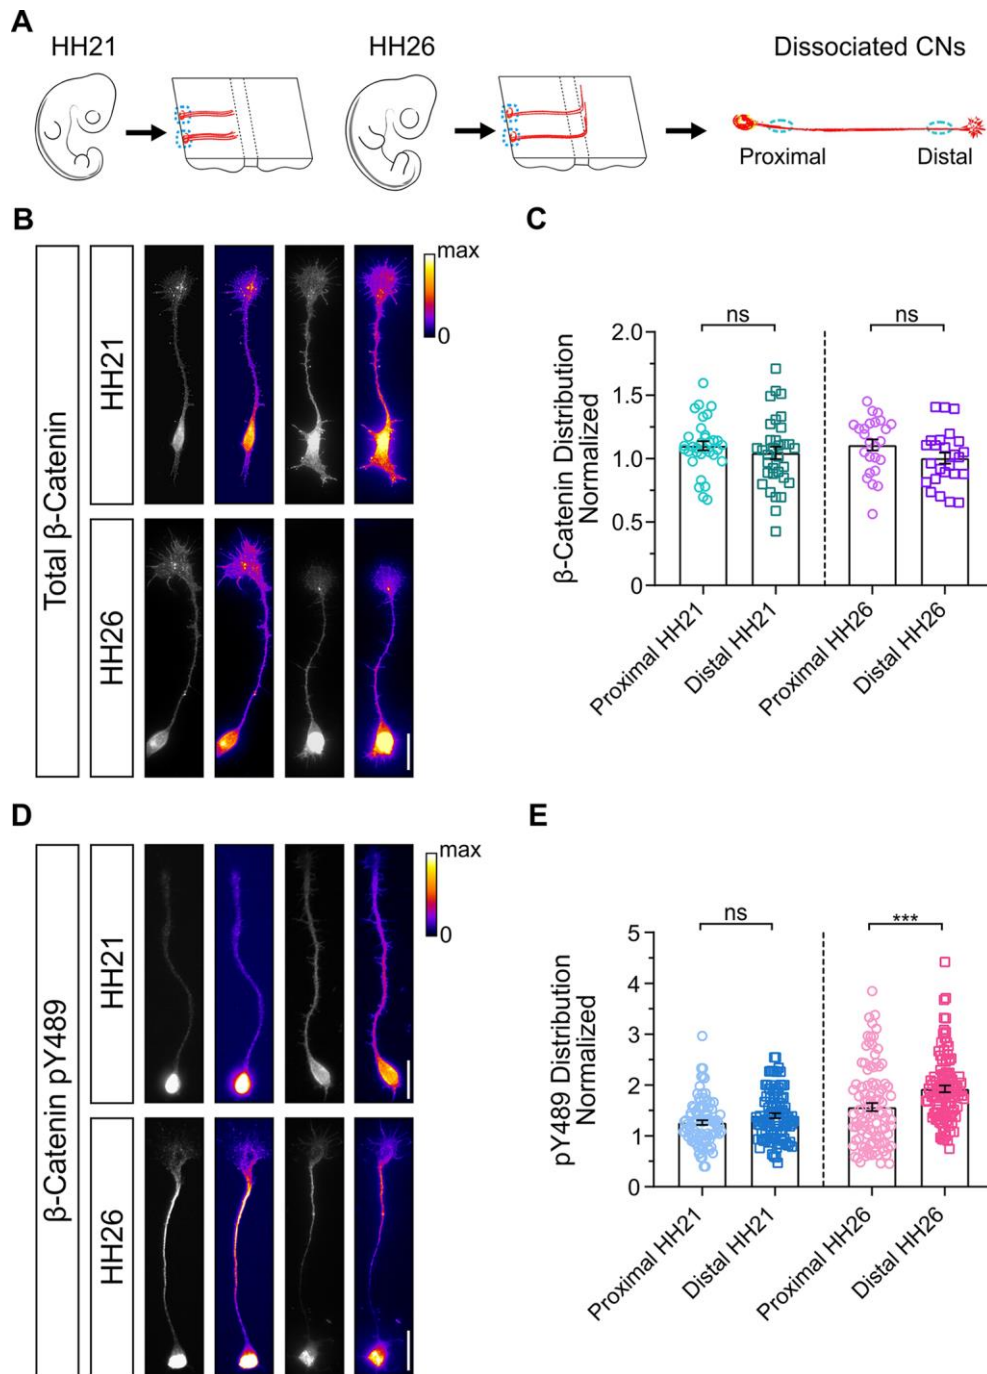 A
HH21
HH26
Dissociated CNs
Proximal
Distal
B
Total β-Catenin
HH21
HH26
max
0
C
β-Catenin Distribution
Normalized
2.0
1.5
1.0
0.5
0
ns
ns
Proximal HH21
Distal HH21
Proximal HH26
Distal HH26
D
β-Catenin pY489
HH21
HH26
max
0
E
pY489 Distribution
Normalized
5
4
3
2
1
0
ns
***
Proximal HH21
Distal HH21
Proximal HH26
Distal HH26